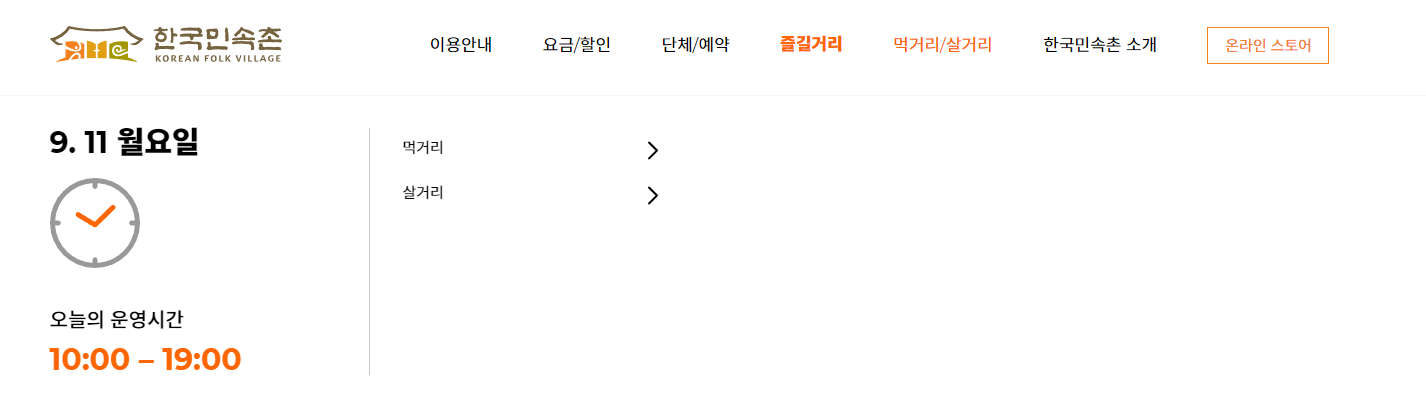 한국민속촌
KOREAN FOLK VILLAGE
이용안내 요금/할인 단체/예약 즐길거리 먹거리/살거리 한국민속촌 소개 온라인 스토어
9. 11 월요일
오늘의 운영시간
10:00 – 19:00
먹거리
살거리